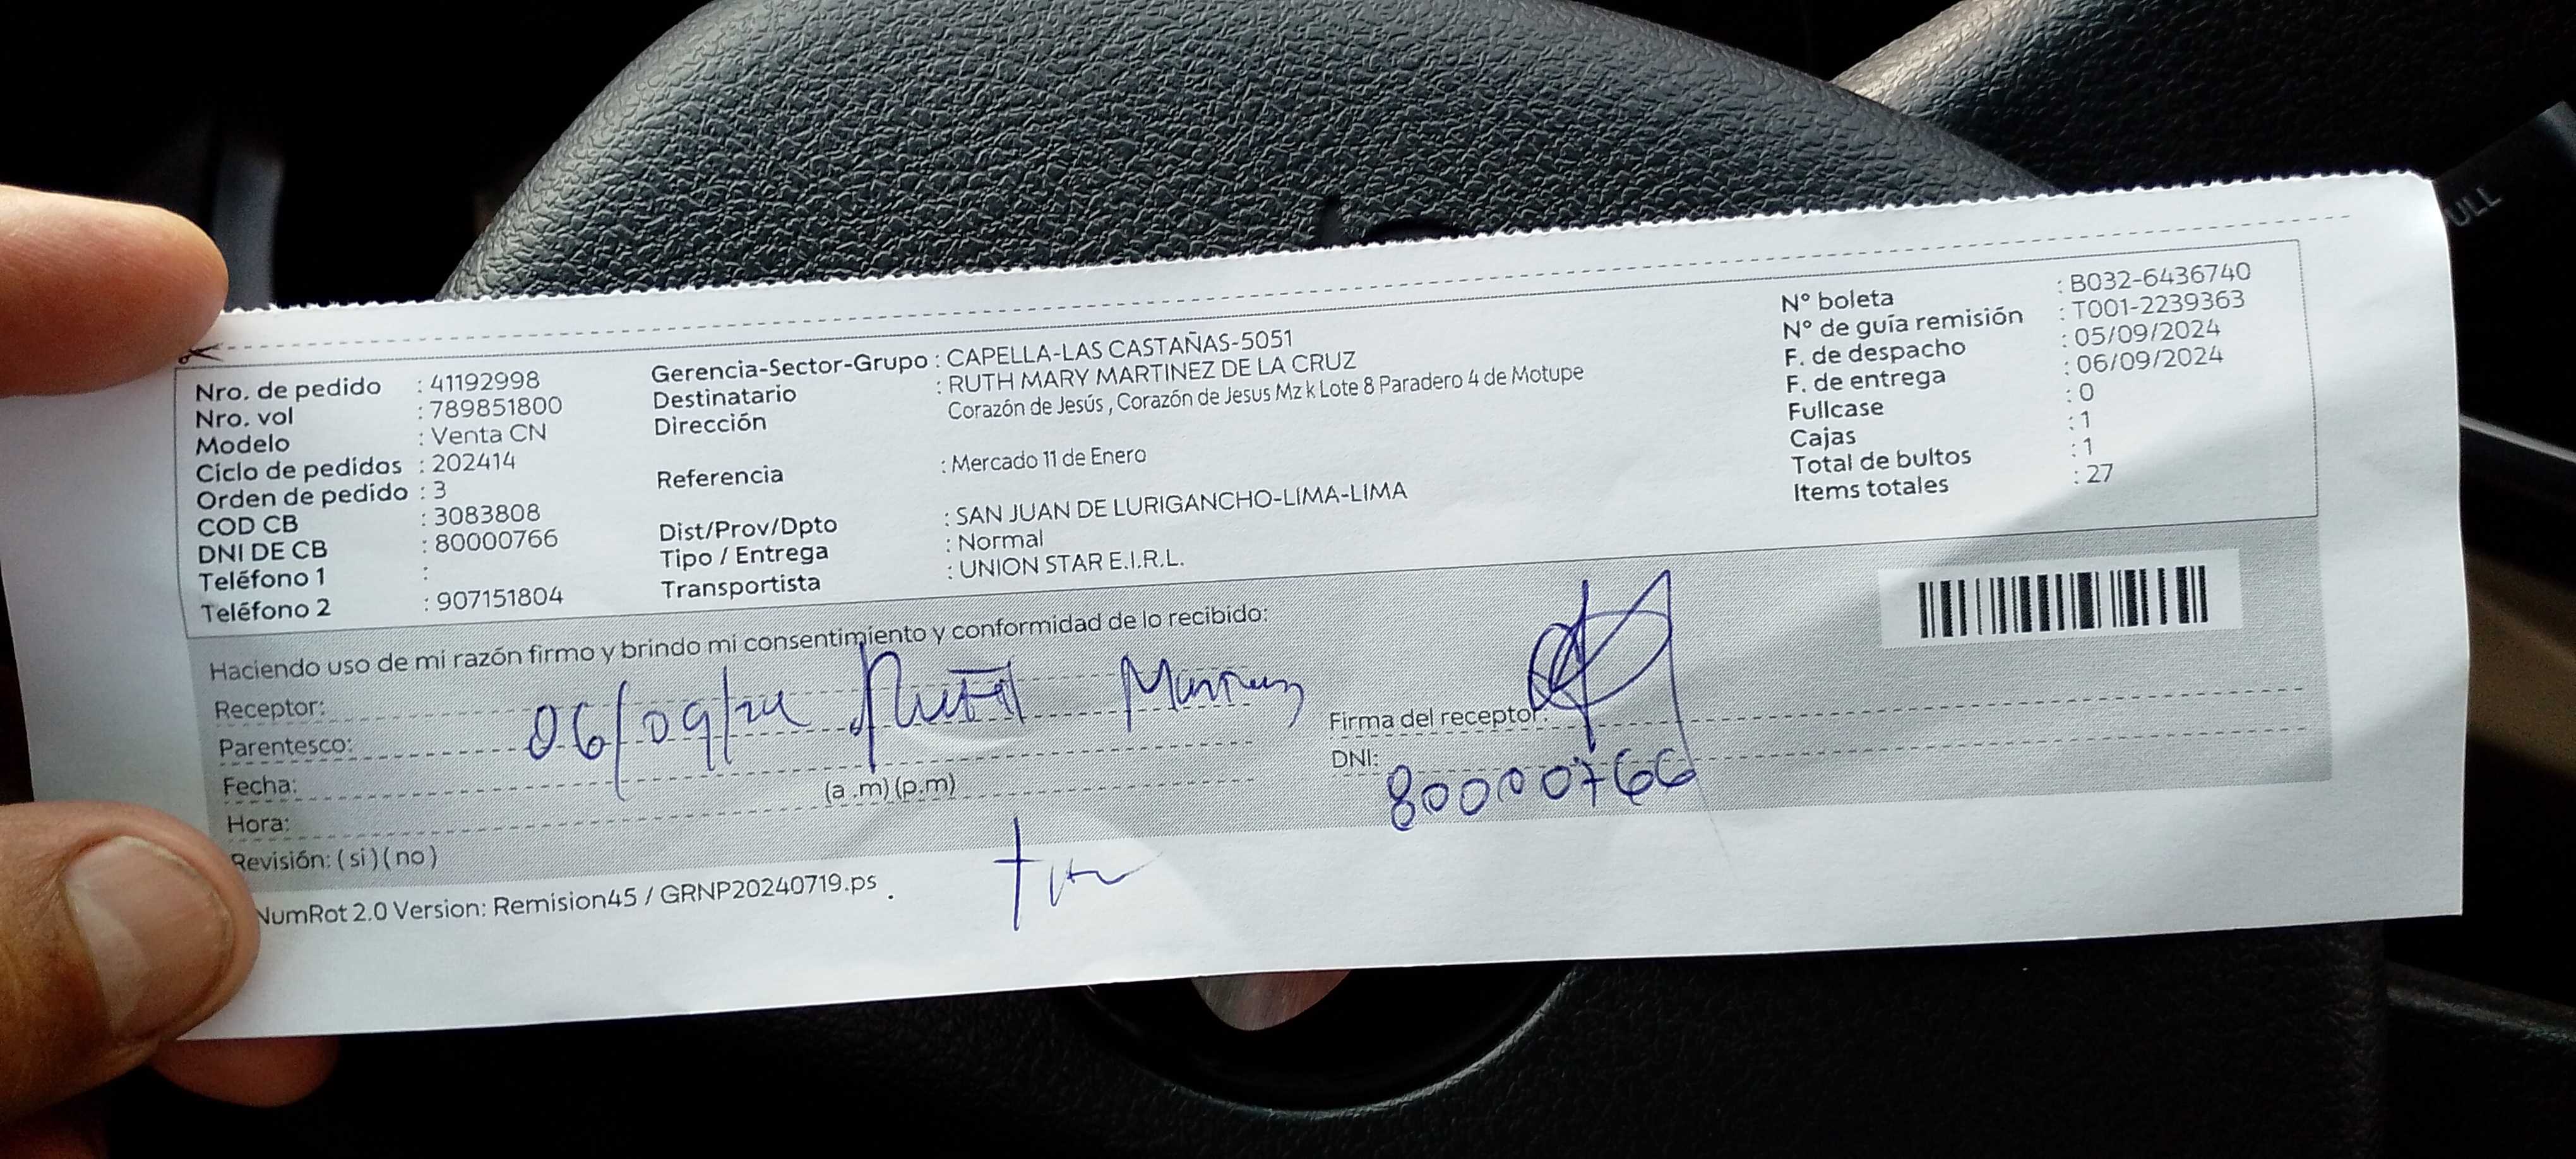 Nro. de pedido : 41192998
Nro. vol : 789851800
Modelo : Venta CN
Ciclo de pedidos : 202414
Orden de pedido : 3
COD CB : 3083808
DNI DE CB : 80000766
Teléfono 1 :
Teléfono 2 : 907151804
Gerencia-Sector-Grupo : CAPELLA-LAS CASTAÑAS-5051
Destinatario : RUTH MARY MARTINEZ DE LA CRUZ
Dirección Corazón de Jesús , Corazón de Jesus Mz k Lote 8 Paradero 4 de Motupe
Referencia : Mercado 11 de Enero
Dist/Prov/Dpto : SAN JUAN DE LURIGANCHO-LIMA-LIMA
Tipo / Entrega : Normal
Transportista : UNION STAR E.I.R.L.
N° boleta : B032-6436740
N° de guía remisión : T001-2239363
F. de despacho : 05/09/2024
F. de entrega : 06/09/2024
Fullcase : 0
Cajas : 1
Total de bultos : 1
Items totales : 27
Haciendo uso de mi razón firmo y brindo mi consentimiento y conformidad de lo recibido:
Receptor:
Parentesco: 06/09/24 Ruth
Fecha:
(a .m) (p.m)
Hora:
Revisión: ( si ) ( no )
Firma del receptor:
DNI: 80000766
NumRot 2.0 Version: Remision45 / GRNP20240719.ps
ULL